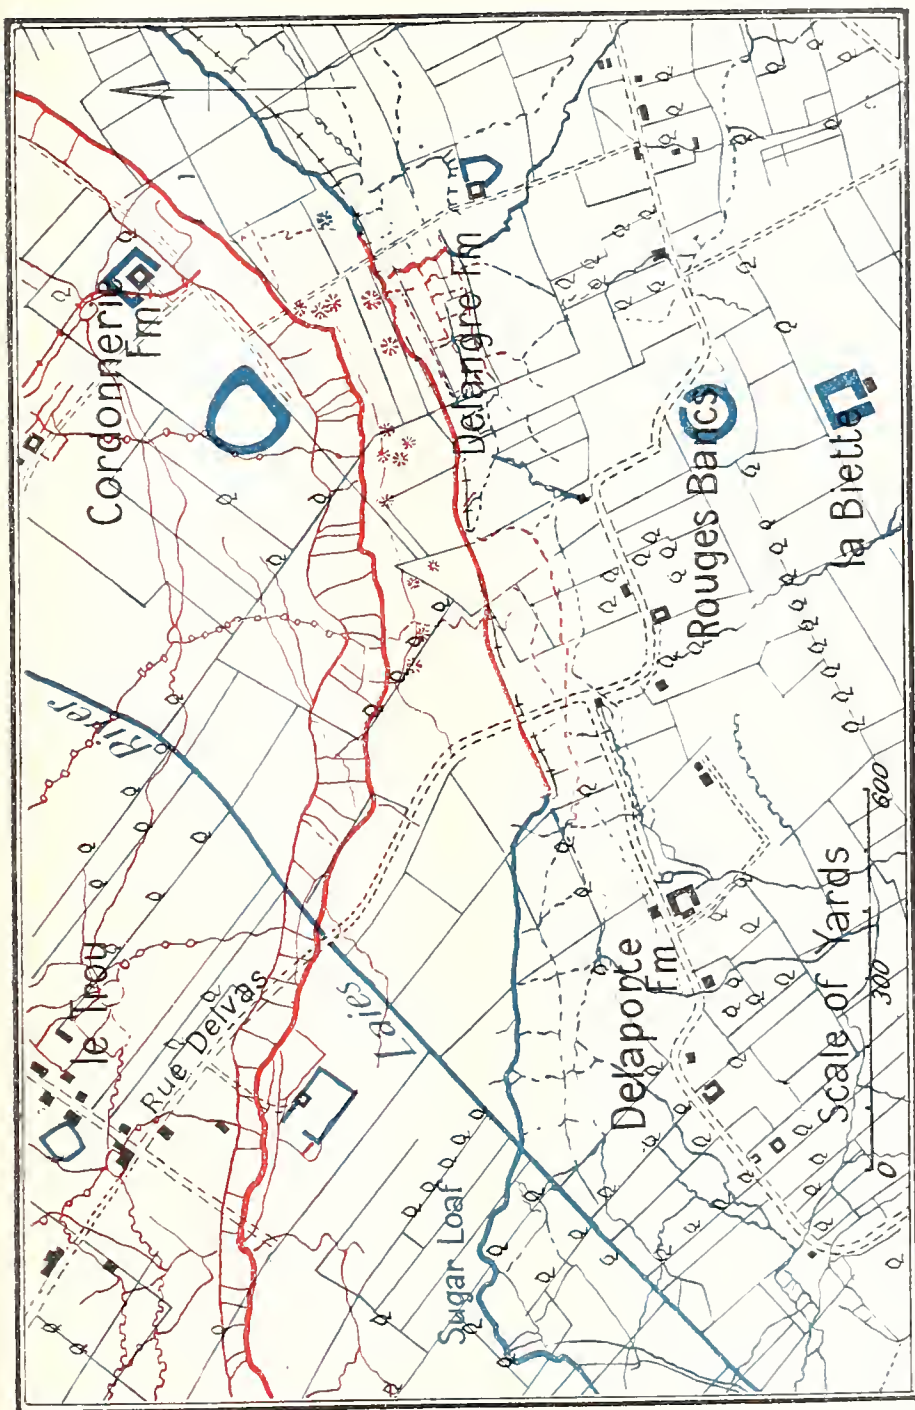 le Trou
Rue Delvas
River
Laies
Cordonnerie
Fm
Sugar Loaf
Delangre Fm
Delaporte
Fm
Rouges Bancs
la Biette
Scale of Yards
0 300 600